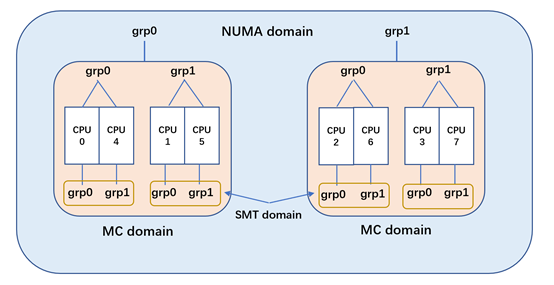 grp0 NUMA domain grp1
grp0 grp1 grp0 grp1
CPU CPU CPU CPU CPU CPU CPU CPU
0 4 1 5 2 6 3 7
grp0 grp1 grp0 grp1 grp0 grp1 grp0 grp1
SMT domain
MC domain MC domain